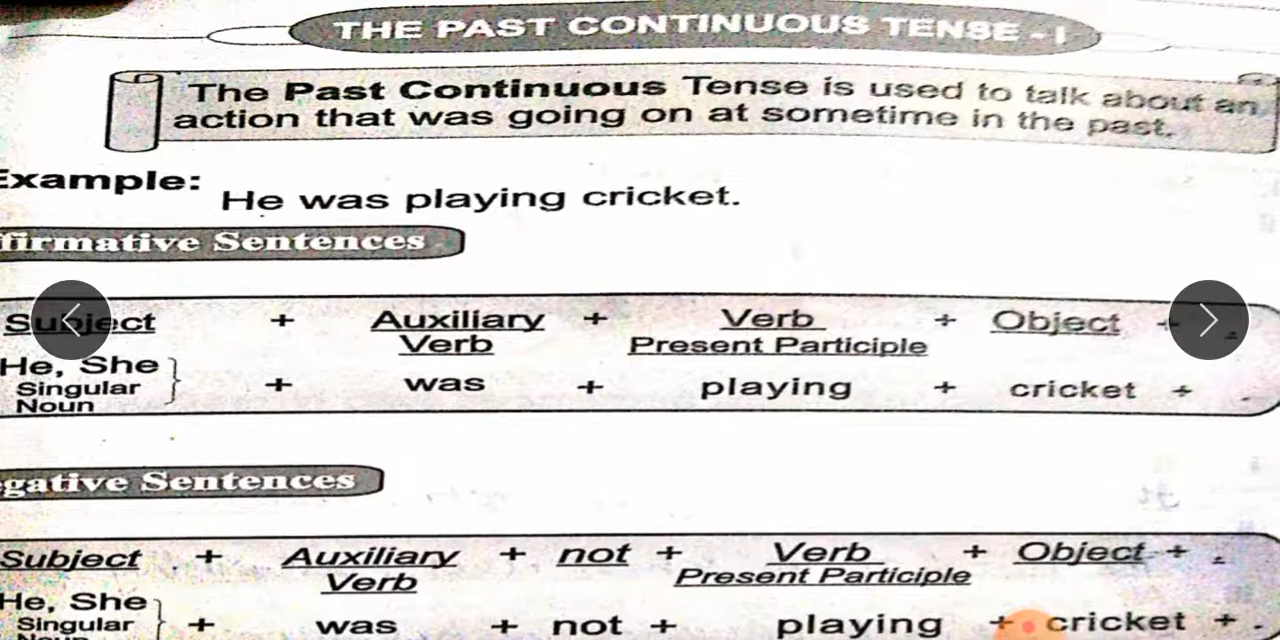 THE PAST CONTINUOUS TENSE - I
The Past Continuous Tense is used to talk about an
action that was going on at sometime in the past.
Example:
He was playing cricket.
ffirmative Sentences
Subject + Auxiliary + Verb + Object + .
Verb Present Participle
He, She }
Singular + was + playing + cricket + .
Noun
gative Sentences
Subject + Auxiliary + not + Verb + Object + .
Verb Present Participle
He, She }
Singular + was + not + playing + cricket + .
Noun